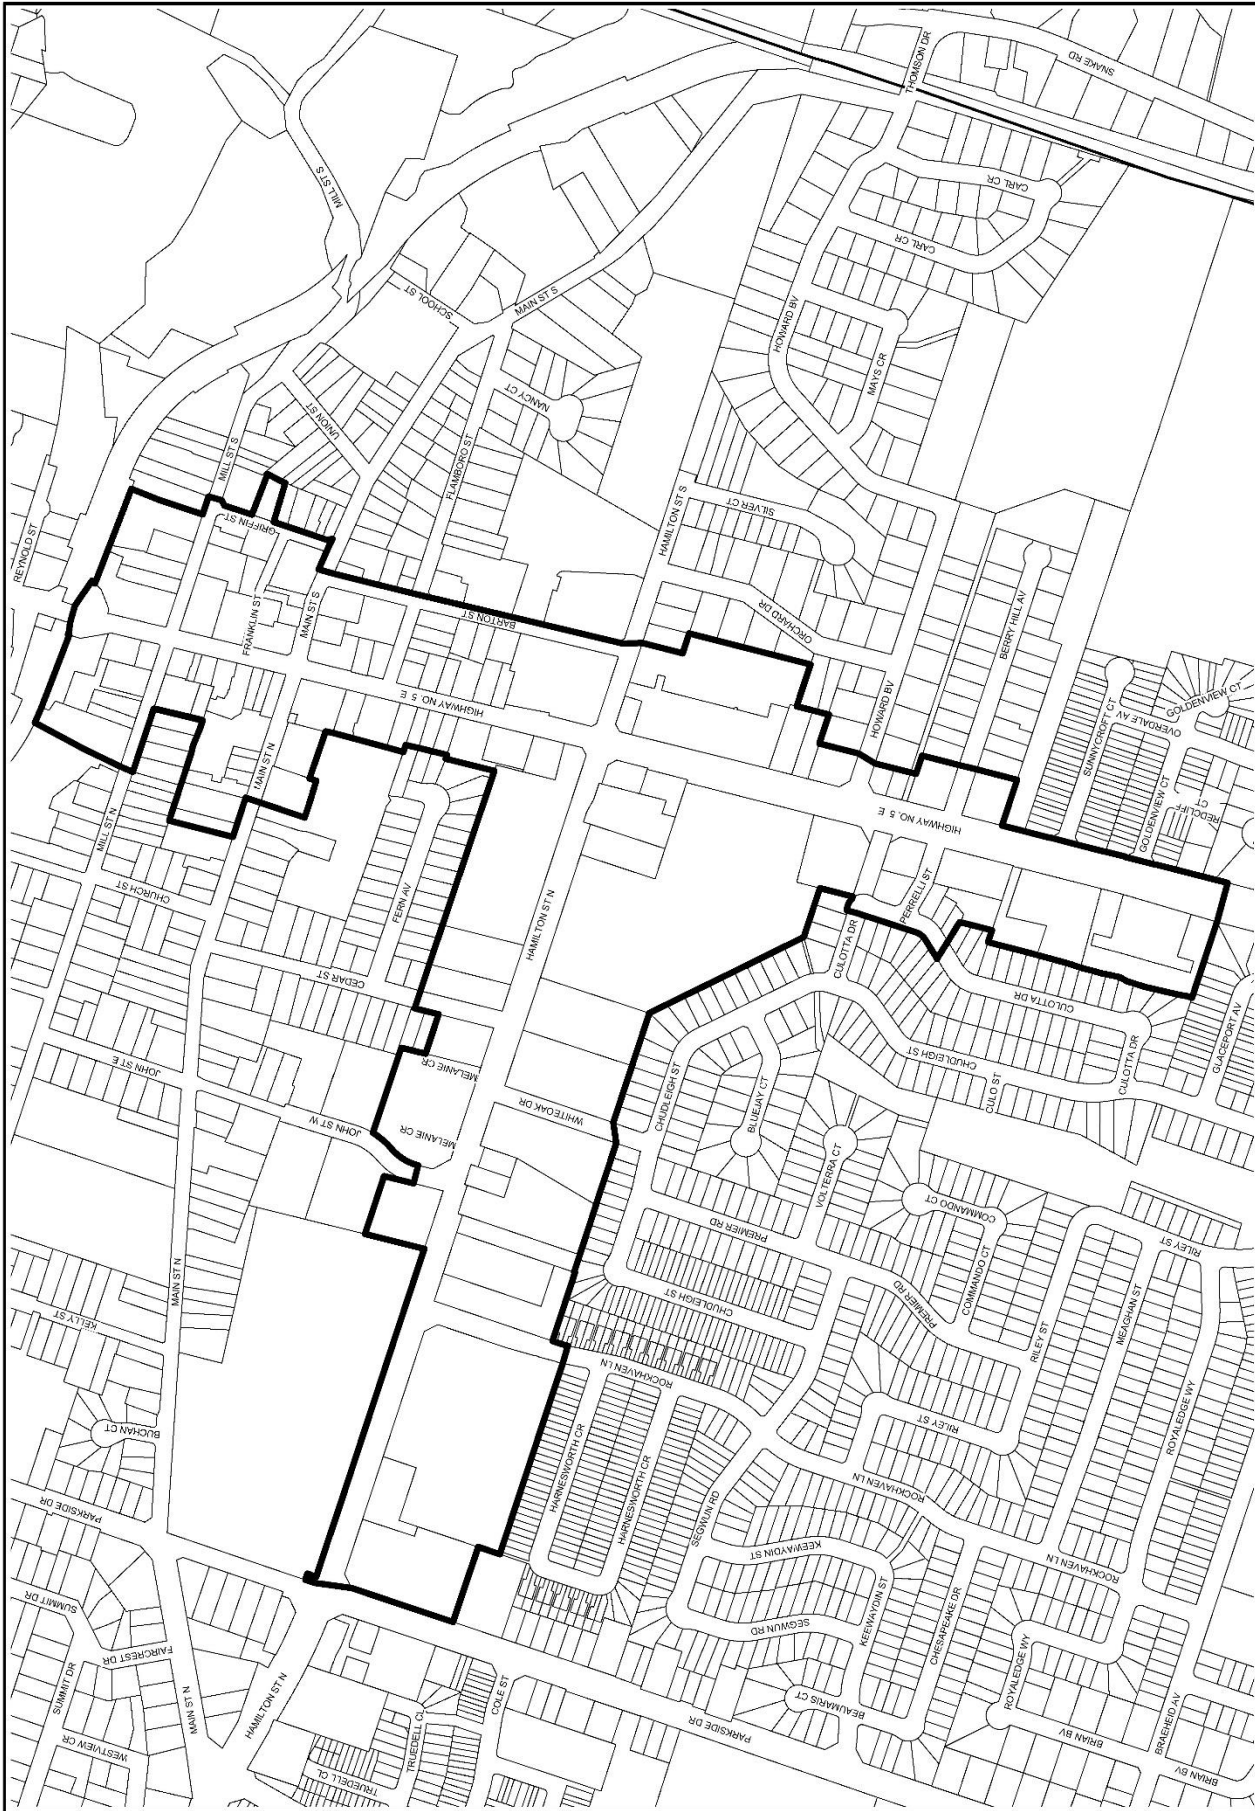 THOMSON DR
SNAKE RD
MILL ST S
CARL CR
CARL CR
SCHOOL ST
MAIN ST S
HOWARD BV
MAYS CR
NANCY CT
UNION ST
FLAMBORO ST
MILL ST S
REYNOLD ST
GRIFFIN ST
HAMILTON ST S
SILVER CT
FRANKLIN ST
MAIN ST S
BARTON ST
ORCHARD DR
BERRY HILL AV
HIGHWAY NO. 5 E
HOWARD BV
SUNNYCROFT CT
OVERDALE AV
GOLDENVIEW CT
MAIN ST N
MILL ST N
HIGHWAY NO. 5 E
GOLDENVIEW CT
REDCLIFF
CT
CHURCH ST
FERN AV
PERRELLI ST
HAMILTON ST N
CULOTTA DR
CEDAR ST
CULOTTA DR
GLACEPORT AV
JOHN ST E
MELANIE CR
CHUDLEIGH ST
CULO ST
CULOTTA DR
JOHN ST W
MELANIE CR
WHITEOAK DR
CHUDLEIGH ST
BLUEJAY CT
VOLTERRA CT
COMMANDO CT
PREMIER RD
RILEY ST
MAIN ST N
KELLY ST
CHUDLEIGH ST
PREMIER RD
COMMANDO CT
RILEY ST
MEAGHAN ST
ROCKHAVEN LN
ROYALEDGE WY
BUCHAN CT
RILEY ST
HARNESWORTH CR
HARNESWORTH CR
ROCKHAVEN LN
PARKSIDE DR
SEGWUN RD
KEEWAYDIN ST
ROCKHAVEN LN
SUMMIT DR
FAIRCREST DR
KEEWAYDIN ST
SEGWUN RD
CHESAPEAKE DR
SUMMIT DR
MAIN ST N
HAMILTON ST N
COLE ST
ROYALEDGE WY
BEAUMARIS CT
PARKSIDE DR
WESTVIEW CR
TRUEDELL CL
TRUEDELL CL
BRIAN BV
BRAEHEID AV
BRIAN BV